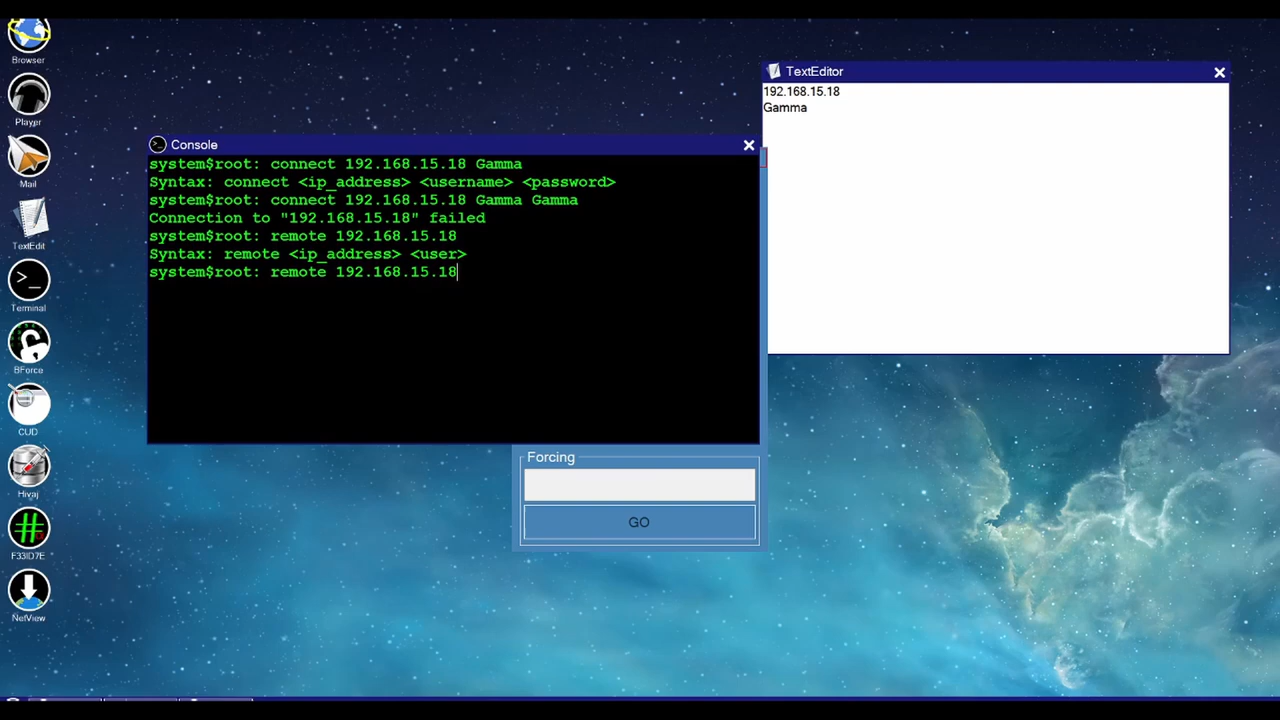 Browser
Player
Mail
TextEdit
Terminal
BForce
CUD
Hivaj
F33ID7E
NetView
Console
system$root: connect 192.168.15.18 Gamma
Syntax: connect <ip_address> <username> <password>
system$root: connect 192.168.15.18 Gamma Gamma
Connection to "192.168.15.18" failed
system$root: remote 192.168.15.18
Syntax: remote <ip_address> <user>
system$root: remote 192.168.15.18
TextEditor
192.168.15.18
Gamma
Forcing
GO